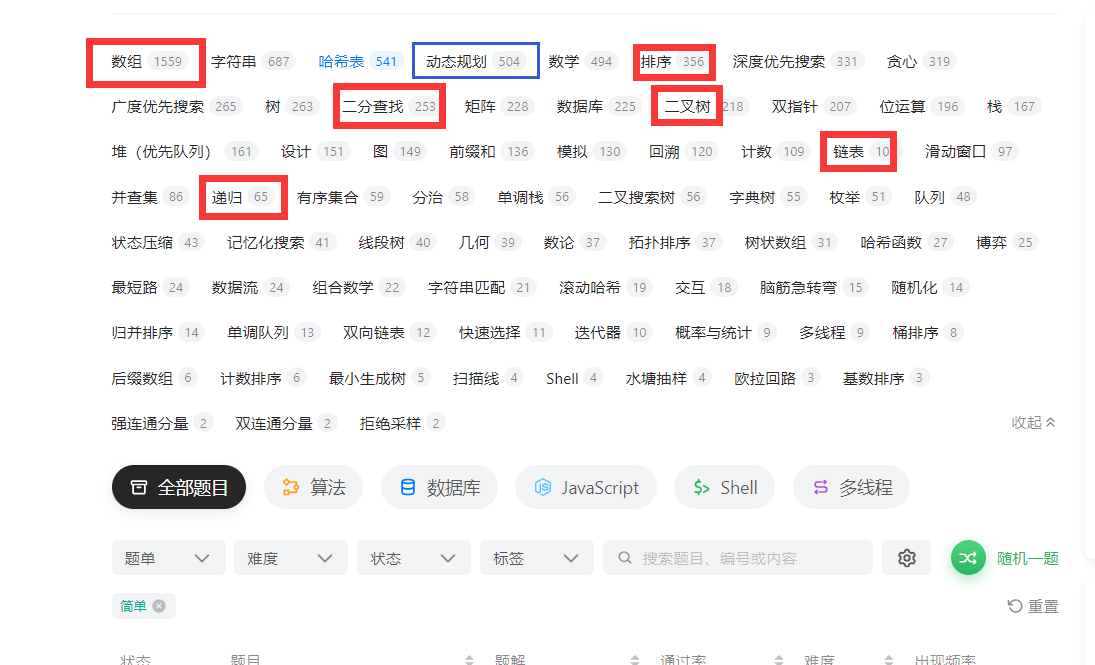 数组 1559 字符串 687 哈希表 541 动态规划 504 数学 494 排序 356 深度优先搜索 331 贪心 319
广度优先搜索 265 树 263 二分查找 253 矩阵 228 数据库 225 二叉树 218 双指针 207 位运算 196 栈 167
堆（优先队列） 161 设计 151 图 149 前缀和 136 模拟 130 回溯 120 计数 109 链表 10 滑动窗口 97
并查集 86 递归 65 有序集合 59 分治 58 单调栈 56 二叉搜索树 56 字典树 55 枚举 51 队列 48
状态压缩 43 记忆化搜索 41 线段树 40 几何 39 数论 37 拓扑排序 37 树状数组 31 哈希函数 27 博弈 25
最短路 24 数据流 24 组合数学 22 字符串匹配 21 滚动哈希 19 交互 18 脑筋急转弯 15 随机化 14
归并排序 14 单调队列 13 双向链表 12 快速选择 11 迭代器 10 概率与统计 9 多线程 9 桶排序 8
后缀数组 6 计数排序 6 最小生成树 5 扫描线 4 Shell 4 水塘抽样 4 欧拉回路 3 基数排序 3
强连通分量 2 双连通分量 2 拒绝采样 2 收起
全部题目 算法 数据库 JavaScript Shell 多线程
题单 难度 状态 标签 搜索题目、编号或内容 随机一题
简单 重置
状态 题目 题解 通过率 难度 出现频率